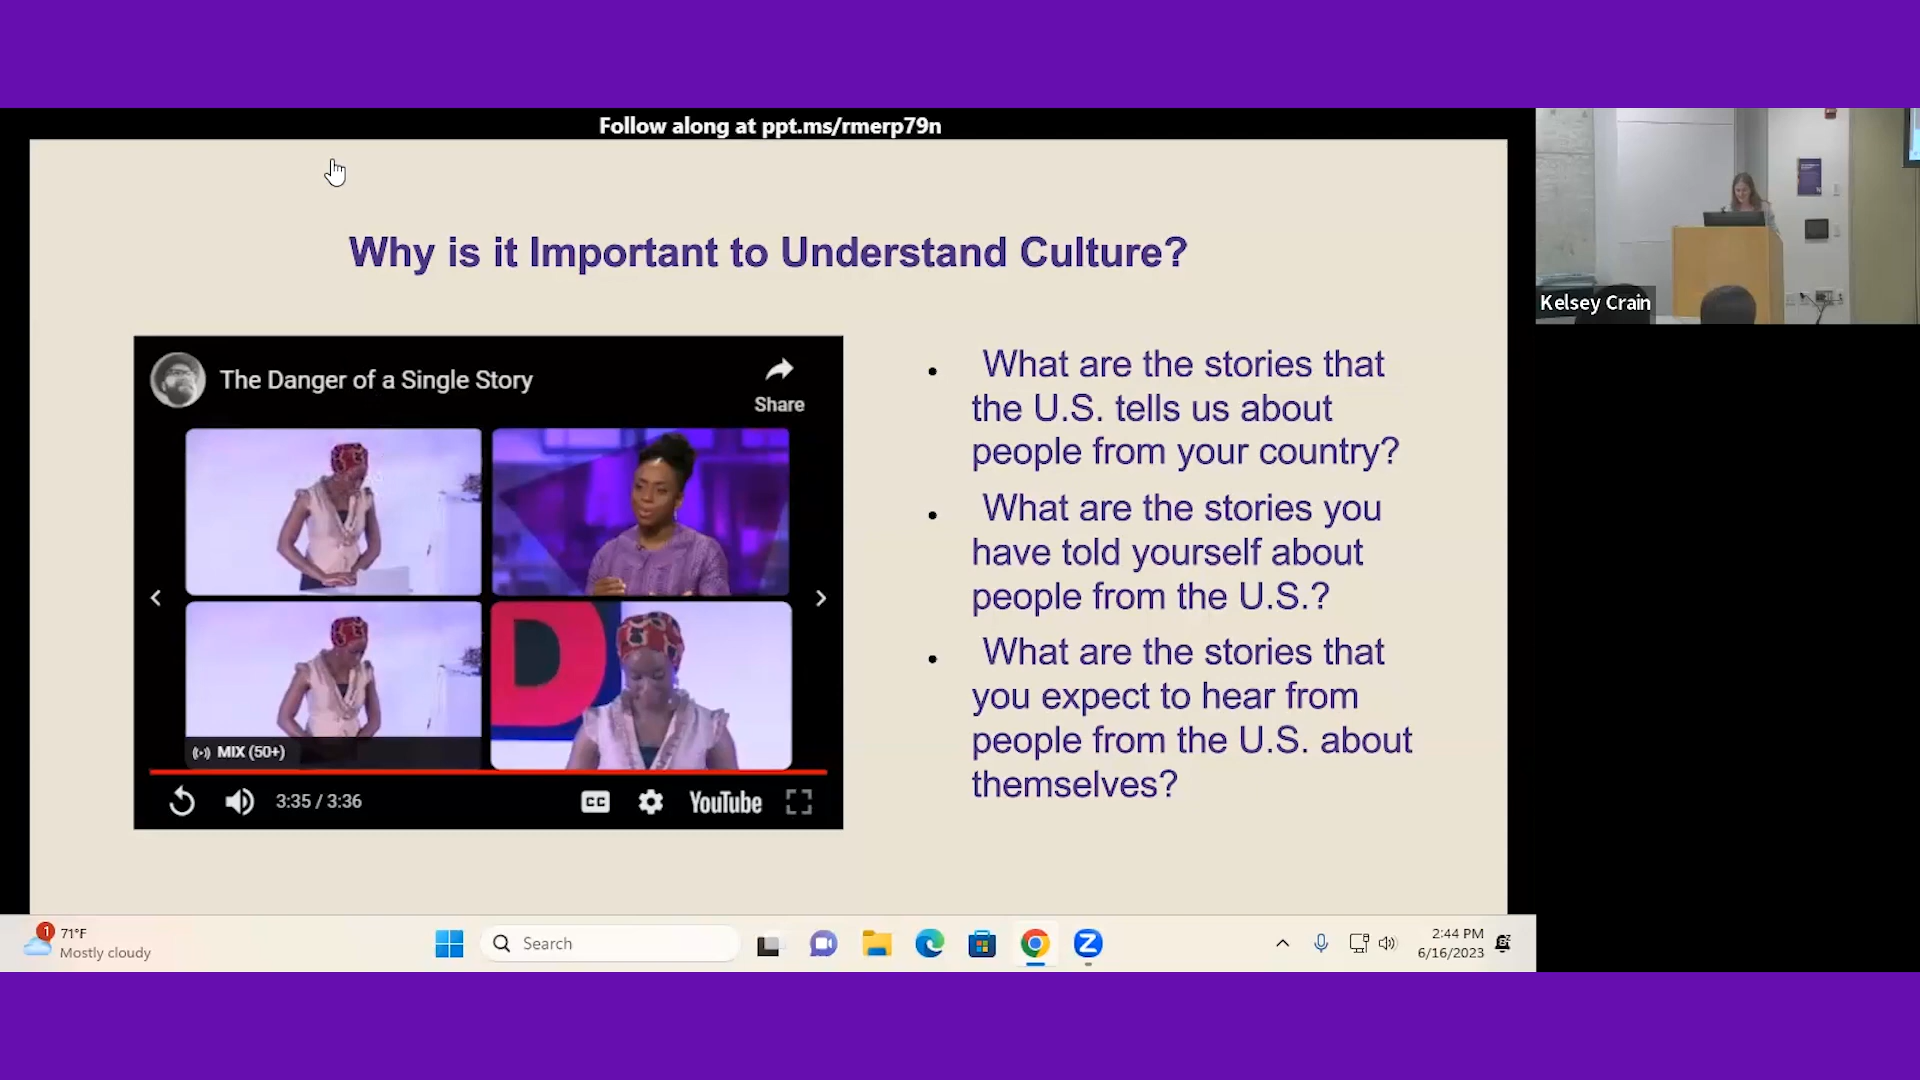 Follow along at ppt.ms/rmerp79n
Why is it Important to Understand Culture?
The Danger of a Single Story
Share
D
MIX (50+)
3:35 / 3:36
CC
YouTube
• What are the stories that
the U.S. tells us about
people from your country?
• What are the stories you
have told yourself about
people from the U.S.?
• What are the stories that
you expect to hear from
people from the U.S. about
themselves?
Kelsey Crain
1
71°F
Mostly cloudy
Search
Z
2:44 PM
6/16/2023